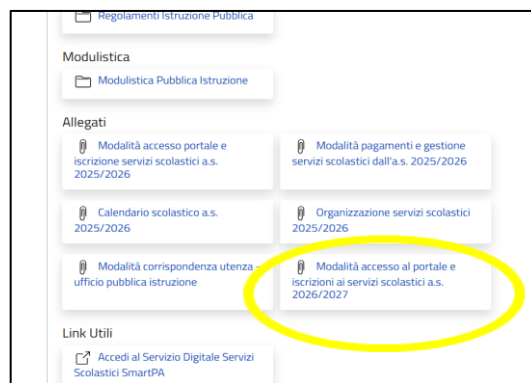 Regolamenti Istruzione Pubblica
Modulistica
Modulistica Pubblica Istruzione
Allegati
Modalità accesso portale e
iscrizione servizi scolastici a.s.
2025/2026
Modalità pagamenti e gestione
servizi scolastici dall'a.s. 2025/2026
Calendario scolastico a.s.
2025/2026
Organizzazione servizi scolastici
2025/2026
Modalità corrispondenza utenza -
ufficio pubblica istruzione
Modalità accesso al portale e
iscrizioni ai servizi scolastici a.s.
2026/2027
Link Utili
Accedi al Servizio Digitale Servizi
Scolastici SmartPA